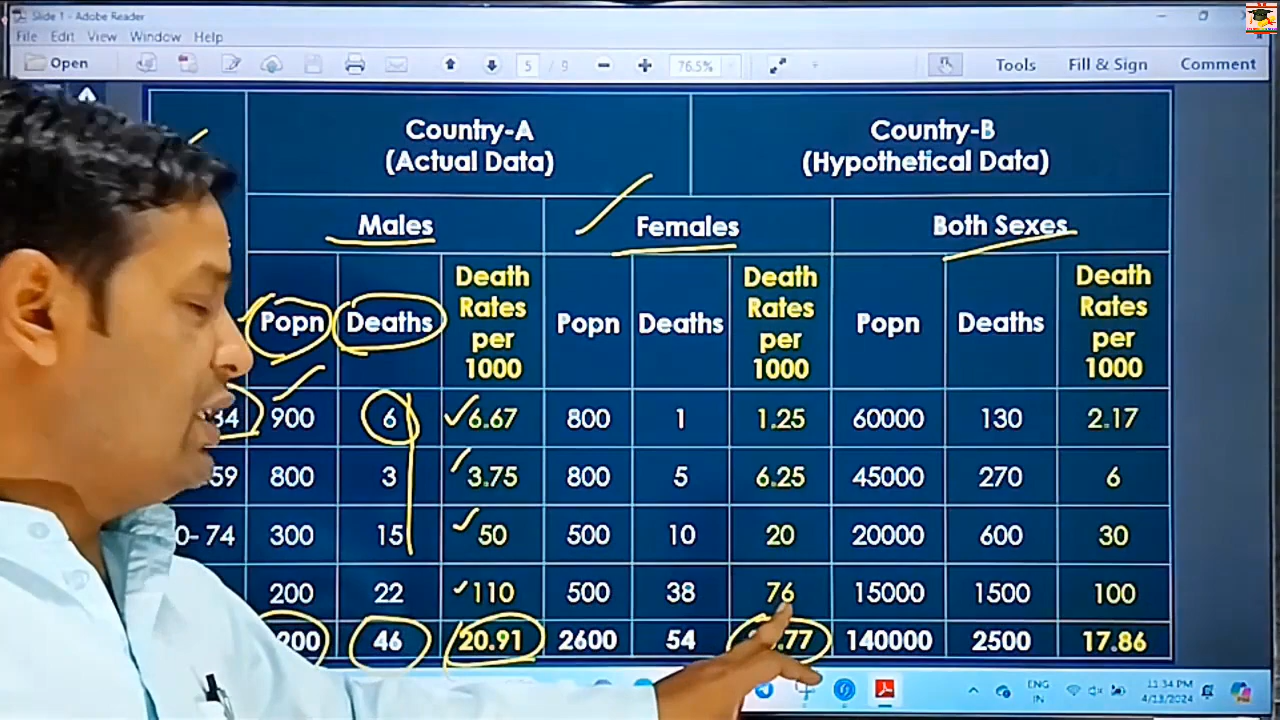 Slide 1 - Adobe Reader
File Edit View Window Help
Open 5 / 9 76.5% Tools Fill & Sign Comment
Country-A Country-B
(Actual Data) (Hypothetical Data)
Males Females Both Sexes
Popn Deaths Death Rates per 1000 Popn Deaths Death Rates per 1000 Popn Deaths Death Rates per 1000
34 900 6 6.67 800 1 1.25 60000 130 2.17
59 800 3 3.75 800 5 6.25 45000 270 6
0- 74 300 15 50 500 10 20 20000 600 30
200 22 110 500 38 76 15000 1500 100
200 46 20.91 2600 54 .77 140000 2500 17.86
ENG 11:34 PM
IN 4/13/2024